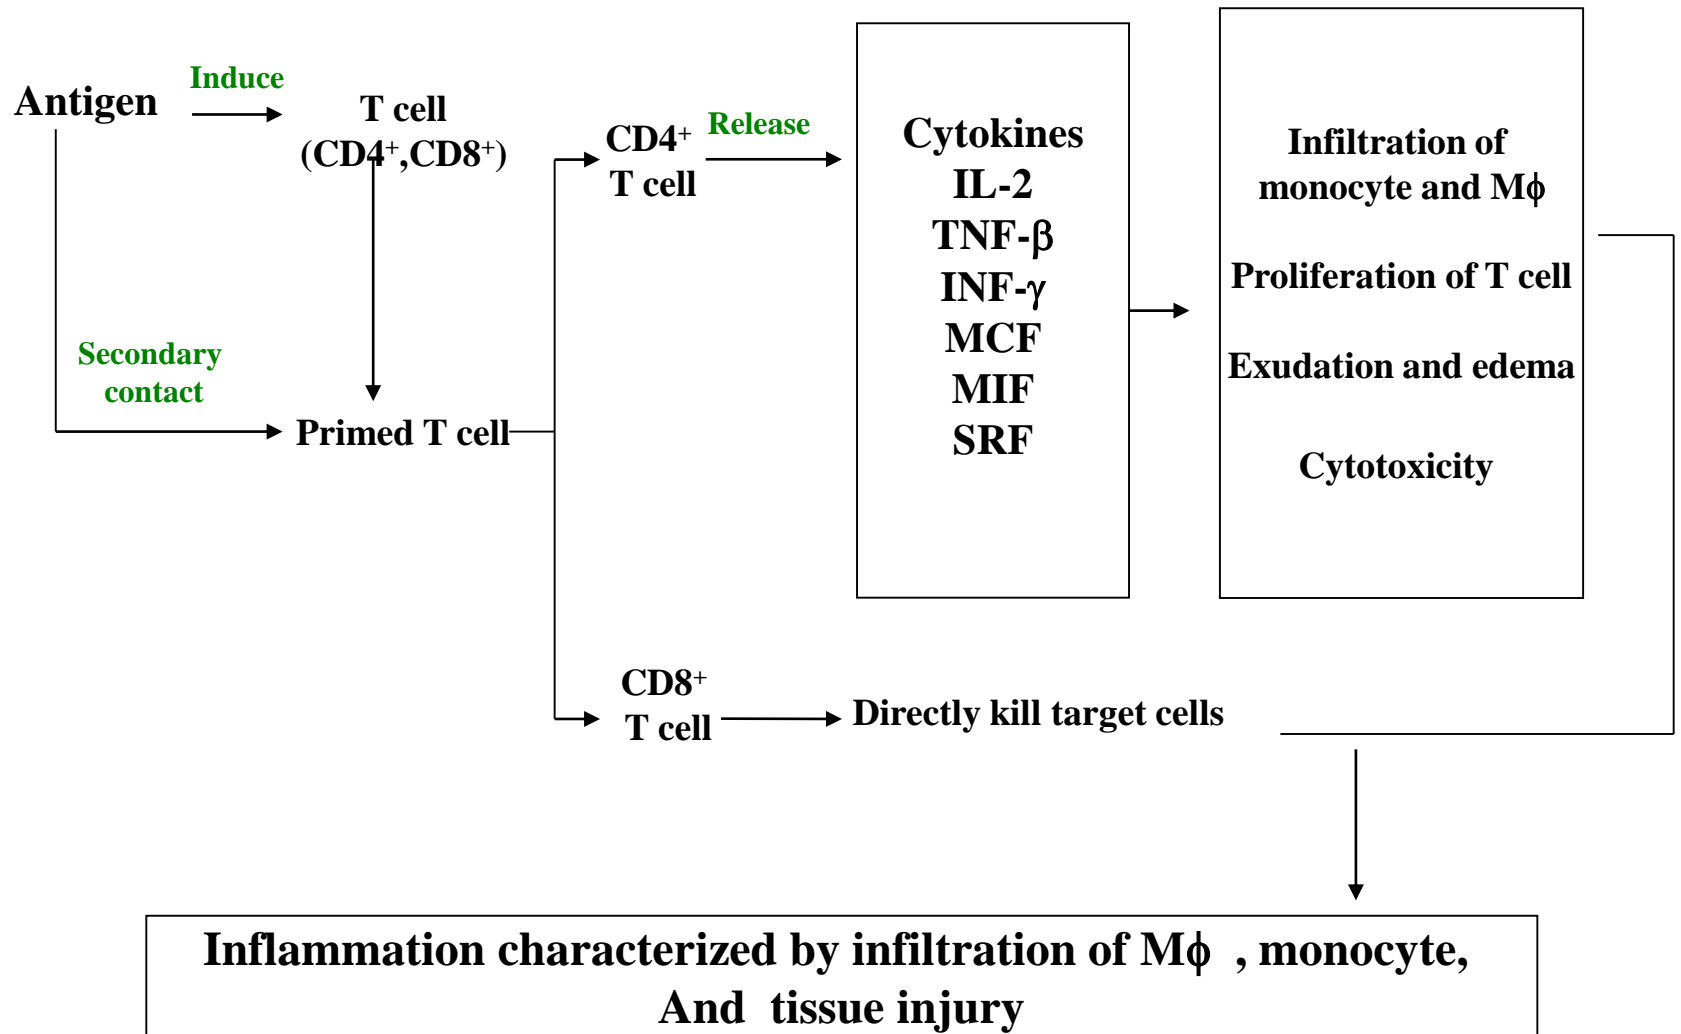 Antigen
Induce
T cell
(CD4⁺,CD8⁺)
Secondary
contact
Primed T cell
CD4⁺
T cell
Release
Cytokines
IL-2
TNF-β
INF-γ
MCF
MIF
SRF
Infiltration of
monocyte and Mϕ
Proliferation of T cell
Exudation and edema
Cytotoxicity
CD8⁺
T cell
Directly kill target cells
Inflammation characterized by infiltration of Mϕ , monocyte,
And tissue injury